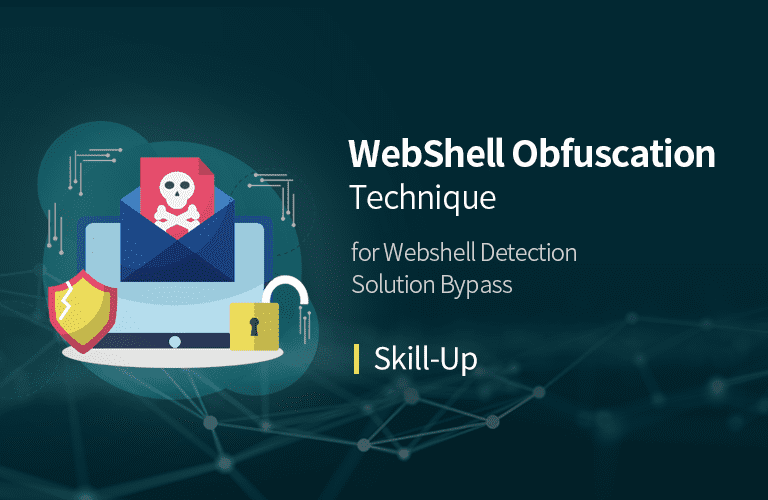 WebShell Obfuscation
Technique
for Webshell Detection
Solution Bypass
Skill-Up